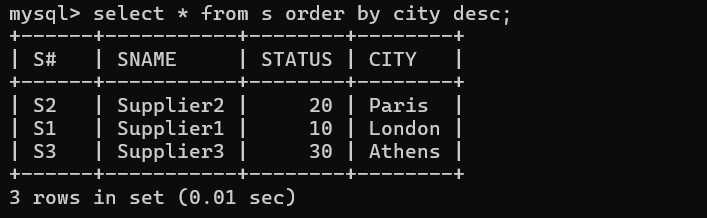 mysql> select * from s order by city desc;
+------+-----------+--------+--------+
| S#   | SNAME     | STATUS | CITY   |
+------+-----------+--------+--------+
| S2   | Supplier2 |     20 | Paris  |
| S1   | Supplier1 |     10 | London |
| S3   | Supplier3 |     30 | Athens |
+------+-----------+--------+--------+
3 rows in set (0.01 sec)